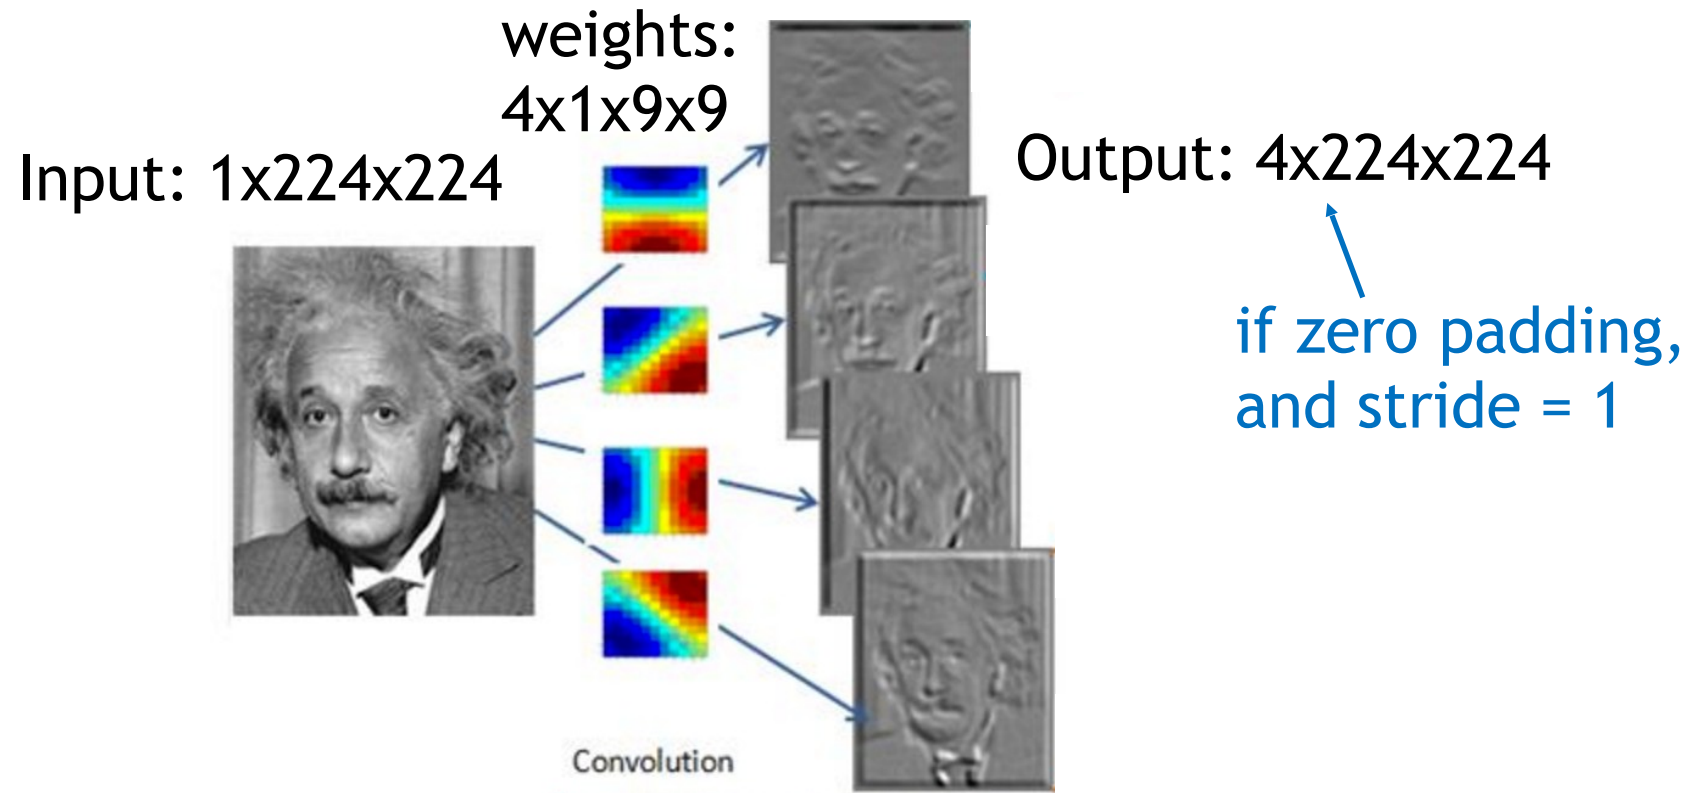 weights:
4x1x9x9
Input: 1x224x224
Output: 4x224x224
if zero padding,
and stride = 1
Convolution